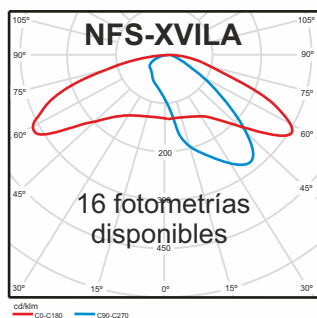 NFS-XVILA
105° 105°
90° 90°
75° 75°
60° 60°
200
45° 45°
16 fotometrías
300
disponibles
450
30° 15° 0° 15° 30°
cd/klm
C0-C180 C90-C270